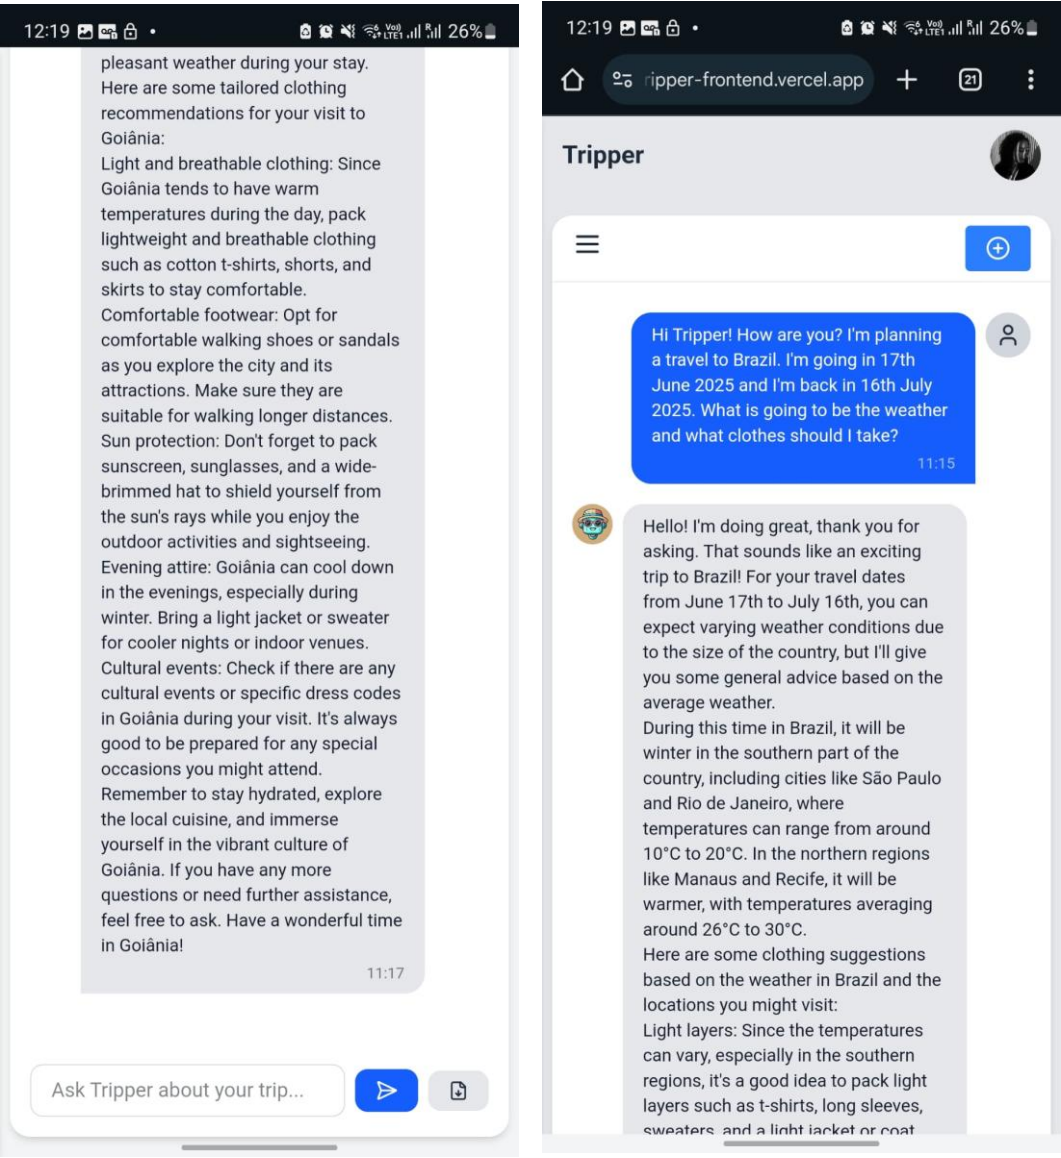 12:19
VoLTE1 26%
pleasant weather during your stay.
Here are some tailored clothing
recommendations for your visit to
Goiânia:
Light and breathable clothing: Since
Goiânia tends to have warm
temperatures during the day, pack
lightweight and breathable clothing
such as cotton t-shirts, shorts, and
skirts to stay comfortable.
Comfortable footwear: Opt for
comfortable walking shoes or sandals
as you explore the city and its
attractions. Make sure they are
suitable for walking longer distances.
Sun protection: Don't forget to pack
sunscreen, sunglasses, and a wide-
brimmed hat to shield yourself from
the sun's rays while you enjoy the
outdoor activities and sightseeing.
Evening attire: Goiânia can cool down
in the evenings, especially during
winter. Bring a light jacket or sweater
for cooler nights or indoor venues.
Cultural events: Check if there are any
cultural events or specific dress codes
in Goiânia during your visit. It's always
good to be prepared for any special
occasions you might attend.
Remember to stay hydrated, explore
the local cuisine, and immerse
yourself in the vibrant culture of
Goiânia. If you have any more
questions or need further assistance,
feel free to ask. Have a wonderful time
in Goiânia!
11:17
Ask Tripper about your trip...
12:19
VoLTE1 26%
ripper-frontend.vercel.app
21
Tripper
Hi Tripper! How are you? I'm planning
a travel to Brazil. I'm going in 17th
June 2025 and I'm back in 16th July
2025. What is going to be the weather
and what clothes should I take?
11:15
Hello! I'm doing great, thank you for
asking. That sounds like an exciting
trip to Brazil! For your travel dates
from June 17th to July 16th, you can
expect varying weather conditions due
to the size of the country, but I'll give
you some general advice based on the
average weather.
During this time in Brazil, it will be
winter in the southern part of the
country, including cities like São Paulo
and Rio de Janeiro, where
temperatures can range from around
10°C to 20°C. In the northern regions
like Manaus and Recife, it will be
warmer, with temperatures averaging
around 26°C to 30°C.
Here are some clothing suggestions
based on the weather in Brazil and the
locations you might visit:
Light layers: Since the temperatures
can vary, especially in the southern
regions, it's a good idea to pack light
layers such as t-shirts, long sleeves,
sweaters, and a light jacket or coat